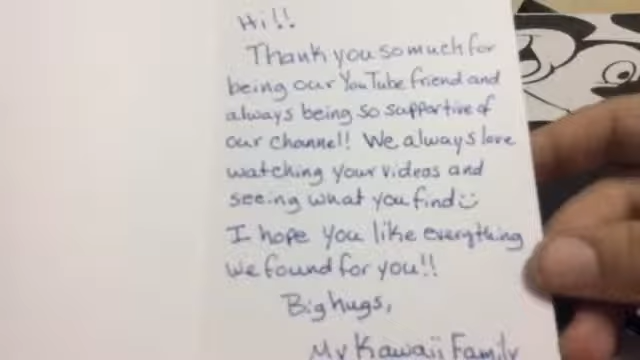 Hi!!
Thank you so much for
being our YouTube friend and
always being so supportive of
our channel! We always love
watching your videos and
seeing what you find :)
I hope you like everything
we found for you!!
Big hugs,
My Kawaii Family